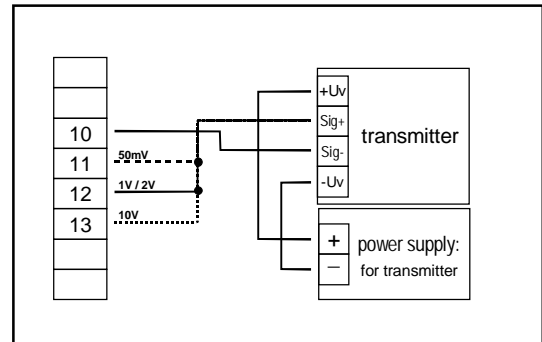 10
11
12
13
50mV
1V / 2V
10V
+Uv
Sig+
Sig-
-Uv
transmitter
+
–
power supply:
for transmitter